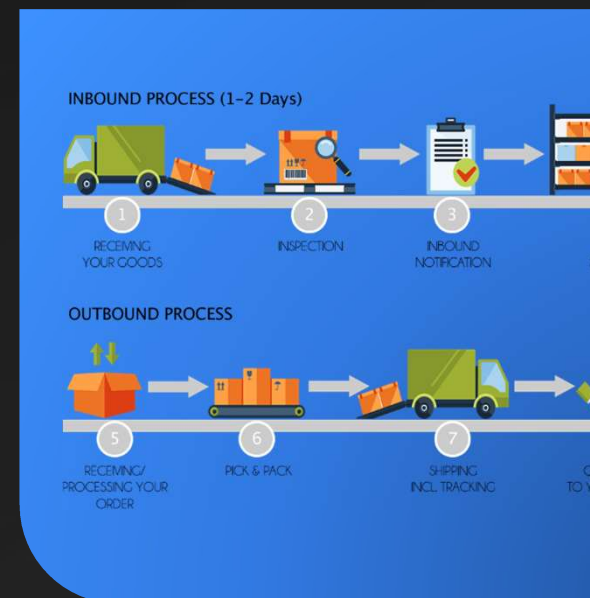 INBOUND PROCESS (1-2 Days)
1
2
3
RECEIVING
YOUR GOODS
INSPECTION
INBOUND
NOTIFICATION
OUTBOUND PROCESS
5
6
7
RECEIVING/
PROCESSING YOUR
ORDER
PICK & PACK
SHIPPING
INCL. TRACKING
TO